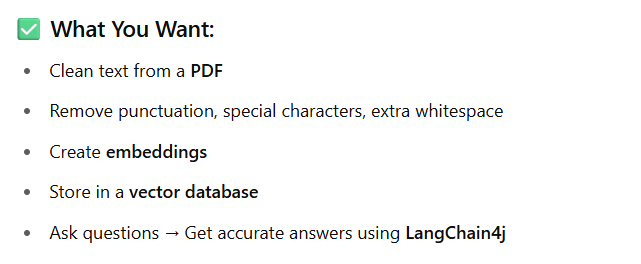 ✅ What You Want:
• Clean text from a PDF
• Remove punctuation, special characters, extra whitespace
• Create embeddings
• Store in a vector database
• Ask questions → Get accurate answers using LangChain4j